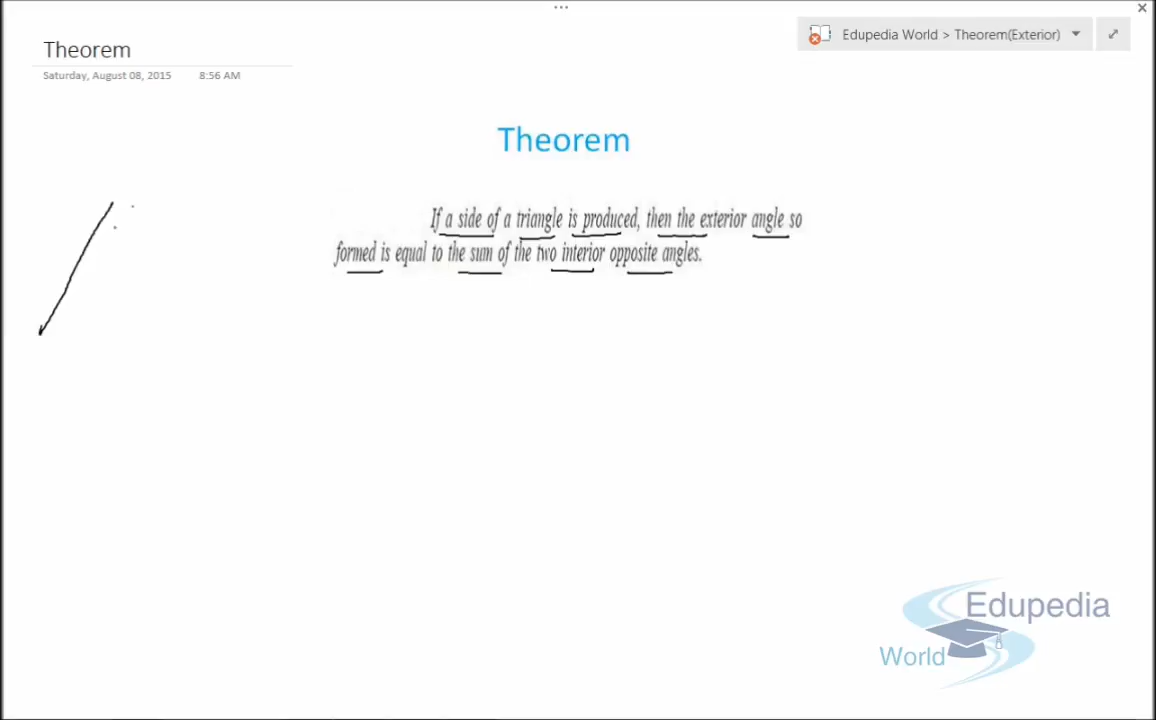 Edupedia World > Theorem(Exterior)
Theorem
Saturday, August 08, 2015 8:56 AM
Theorem
If a side of a triangle is produced, then the exterior angle so
formed is equal to the sum of the two interior opposite angles.
Edupedia
World